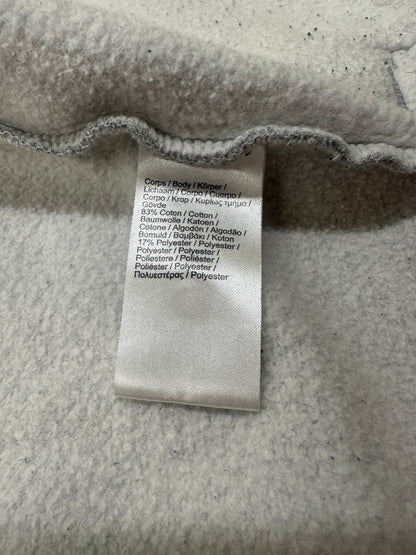 Corps / Body / Körper /
Lichaam / Corpo / Cuerpo /
Corpo / Krop / Κυρίως τμήμα /
Gövde
83% Coton / Cotton /
Baumwolle / Katoen /
Cotone / Algodón / Algodão /
Bomuld / Βαμβάκι / Koton
17% Polyester / Polyester /
Polyester / Polyester /
Poliestere / Poliéster /
Poliéster / Polyester /
Πολυεστέρας / Polyester